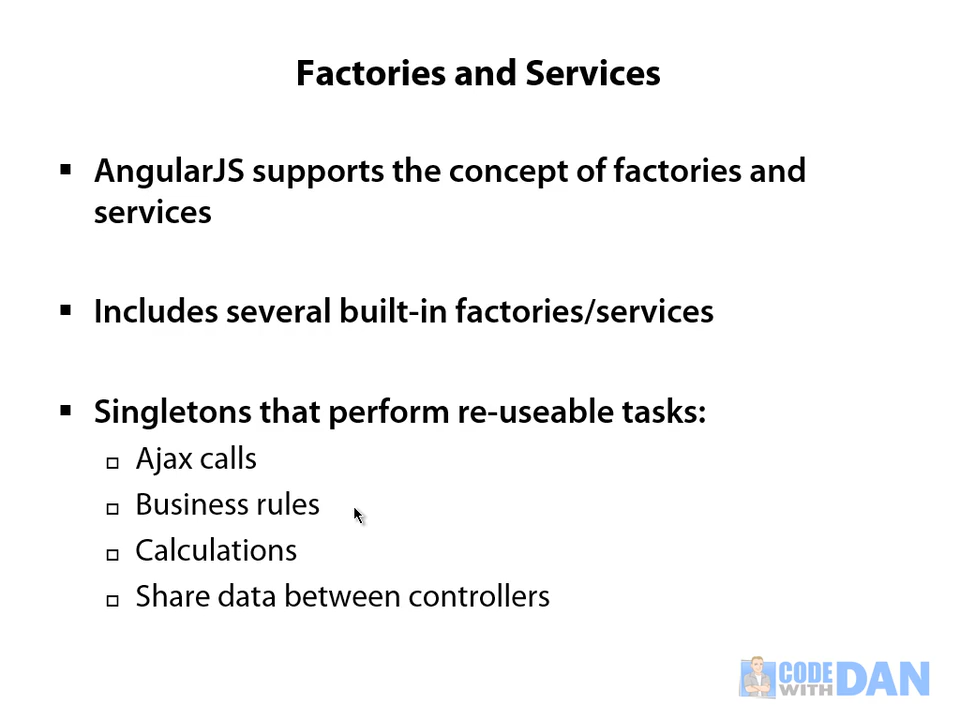 Factories and Services
▪ AngularJS supports the concept of factories and
services
▪ Includes several built-in factories/services
▪ Singletons that perform re-useable tasks:
▫ Ajax calls
▫ Business rules
▫ Calculations
▫ Share data between controllers
CODE WITH DAN